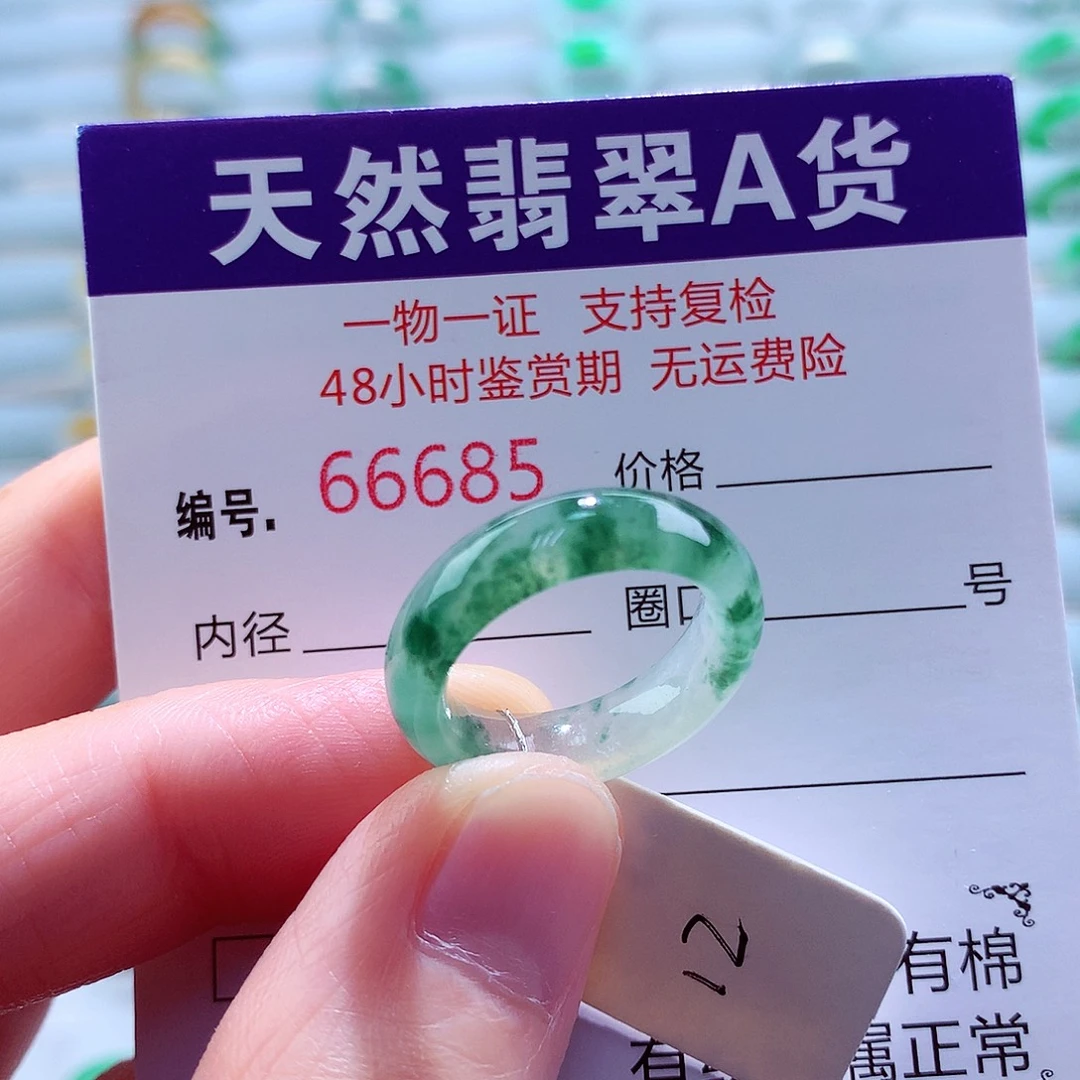 天然翡翠A货
一物一证 支持复检
48小时鉴赏期 无运费险
编号. 66685 价格
内径 圈口 号
12
有棉
有 属正常